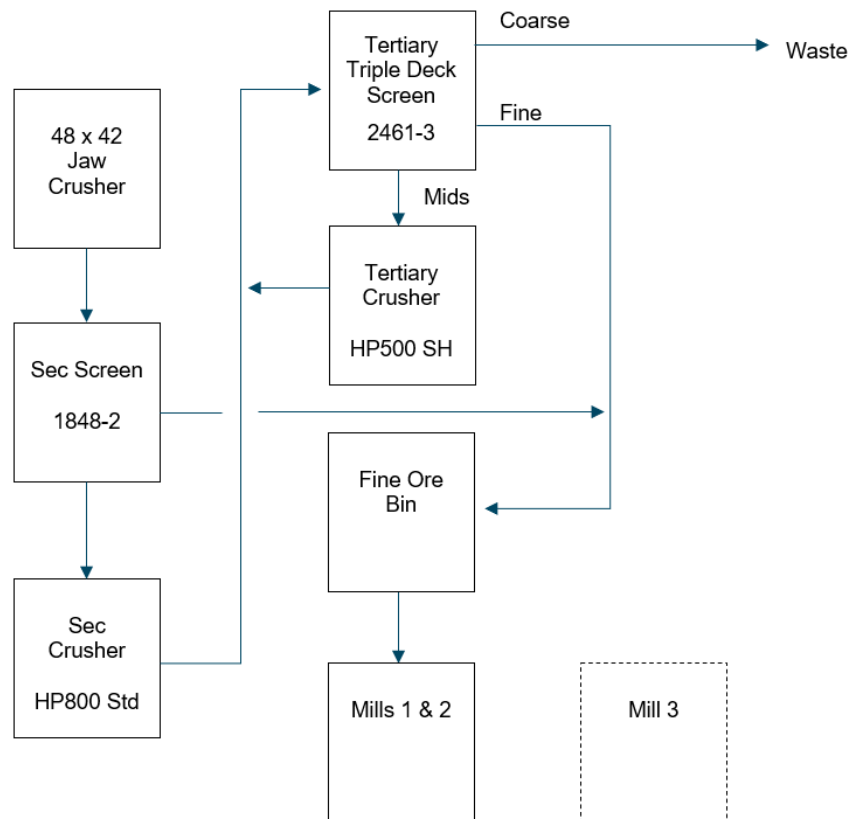 Tertiary
Triple Deck
Screen
2461-3
Coarse
Waste
Fine
Mids
48 x 42
Jaw
Crusher
Tertiary
Crusher
HP500 SH
Sec Screen
1848-2
Fine Ore
Bin
Sec
Crusher
HP800 Std
Mills 1 & 2
Mill 3